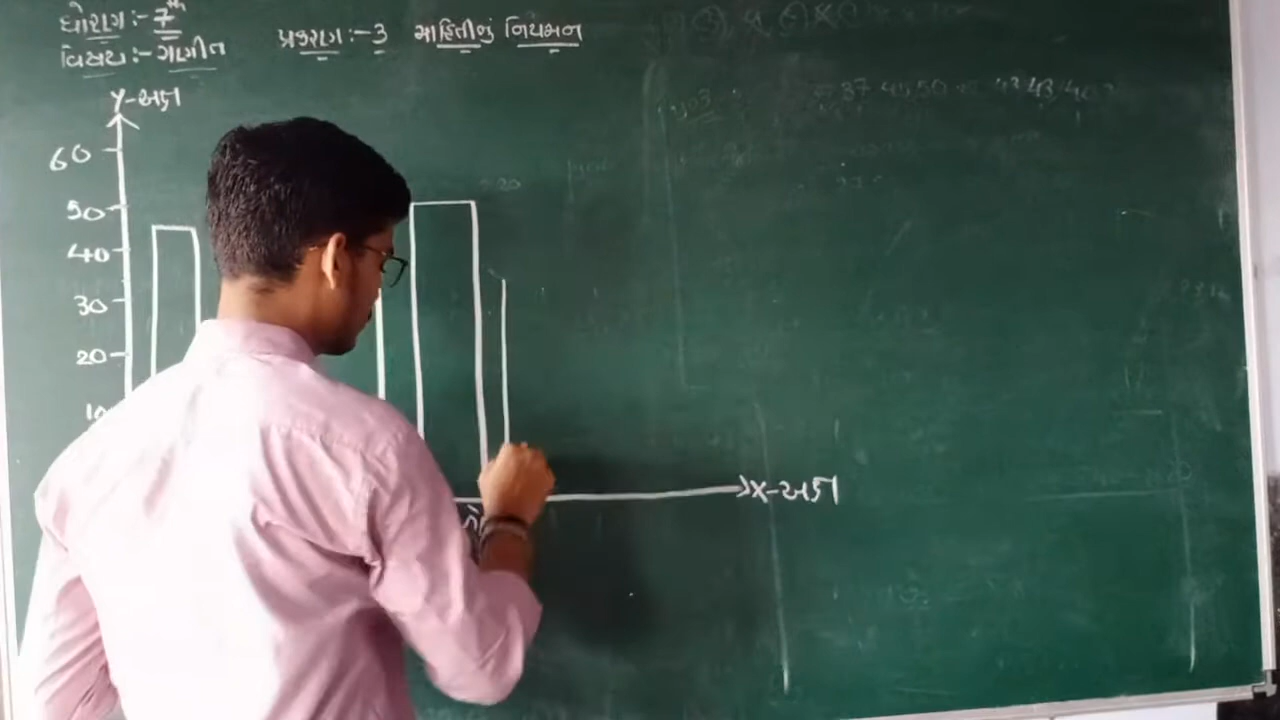 ધોરણ :- 7th
વિષય :- ગણીત
પ્રકરણ :- 3 માહિતીનું નિયમન
Y-અક્ષ
60
50
40
30
20
10
X-અક્ષ